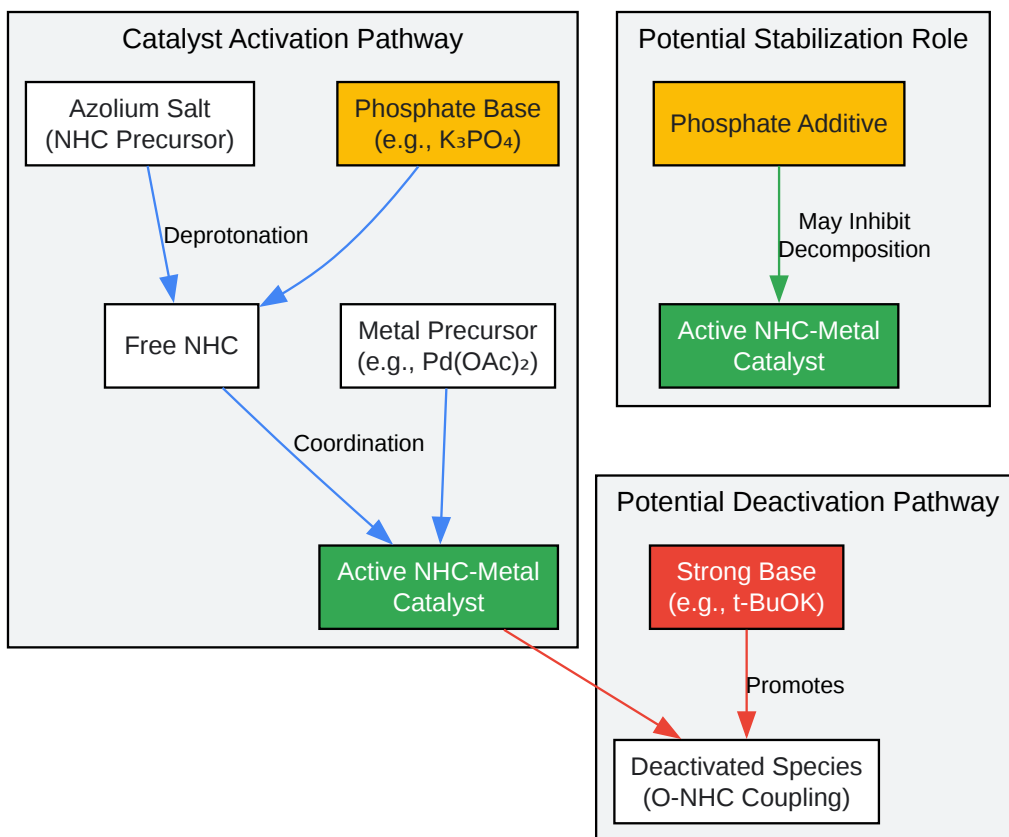 Catalyst Activation Pathway
Azolium Salt
(NHC Precursor)
Phosphate Base
(e.g., K₃PO₄)
Deprotonation
Free NHC
Metal Precursor
(e.g., Pd(OAc)₂)
Coordination
Active NHC-Metal
Catalyst
Potential Stabilization Role
Phosphate Additive
May Inhibit
Decomposition
Active NHC-Metal
Catalyst
Potential Deactivation Pathway
Strong Base
(e.g., t-BuOK)
Promotes
Deactivated Species
(O-NHC Coupling)